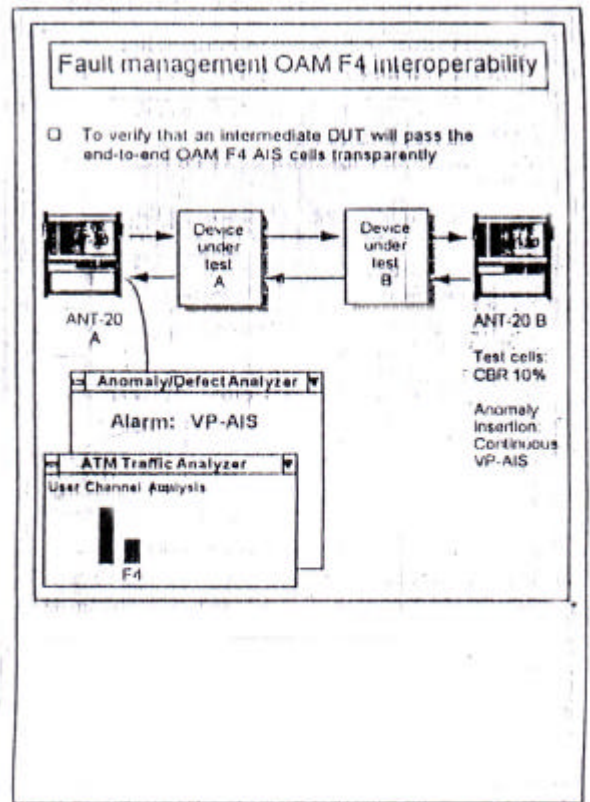 Fault management OAM F4 interoperability
To verify that an intermediate DUT will pass the
end-to-end OAM F4 AIS cells transparently
Device
under
test
A
Device
under
test
B
ANT-20
A
ANT-20 B
Test cells:
CBR 10%
Anomaly
Insertion:
Continuous
VP-AIS
Anomaly/Defect Analyzer
Alarm: VP-AIS
ATM Traffic Analyzer
User Channel Analysis
F4